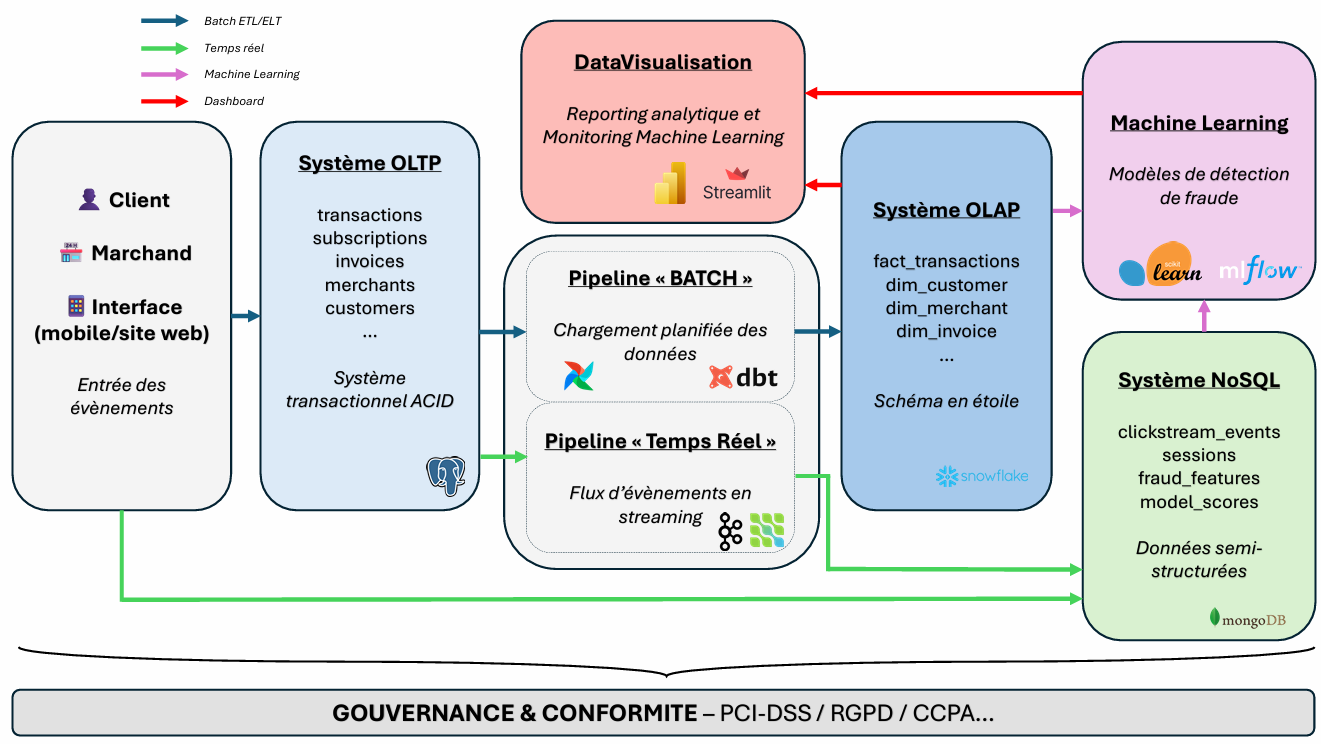 Batch ETL/ELT
Temps réel
Machine Learning
Dashboard
Client
24 H
Marchand
Interface
(mobile/site web)
Entrée des
évènements
Système OLTP
transactions
subscriptions
invoices
merchants
customers
...
Système
transactionnel ACID
DataVisualisation
Reporting analytique et
Monitoring Machine Learning
Streamlit
Pipeline « BATCH »
Chargement planifiée des
données
dbt
Pipeline « Temps Réel »
Flux d’évènements en
streaming
Système OLAP
fact_transactions
dim_customer
dim_merchant
dim_invoice
...
Schéma en étoile
snowflake
Machine Learning
Modèles de détection
de fraude
scikit
learn
mlflow
Système NoSQL
clickstream_events
sessions
fraud_features
model_scores
Données semi-
structurées
mongoDB
GOUVERNANCE & CONFORMITE – PCI-DSS / RGPD / CCPA...